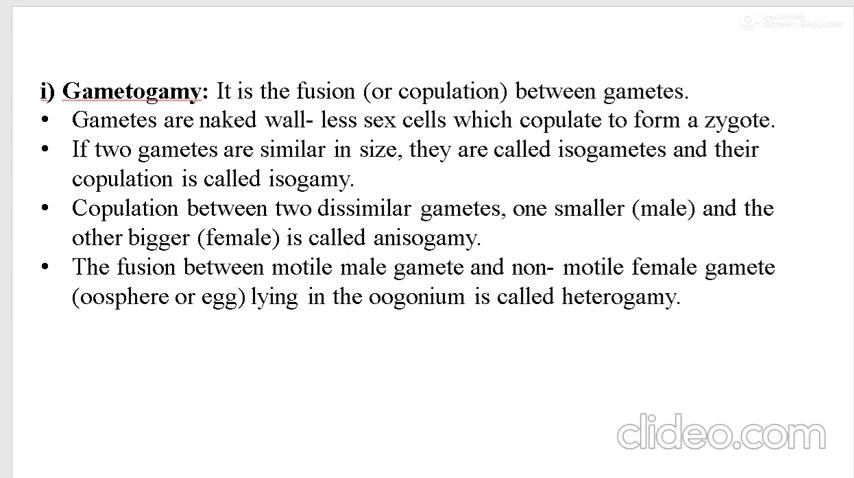 i) Gametogamy: It is the fusion (or copulation) between gametes.
• Gametes are naked wall- less sex cells which copulate to form a zygote.
• If two gametes are similar in size, they are called isogametes and their
copulation is called isogamy.
• Copulation between two dissimilar gametes, one smaller (male) and the
other bigger (female) is called anisogamy.
• The fusion between motile male gamete and non- motile female gamete
(oosphere or egg) lying in the oogonium is called heterogamy.
clideo.com